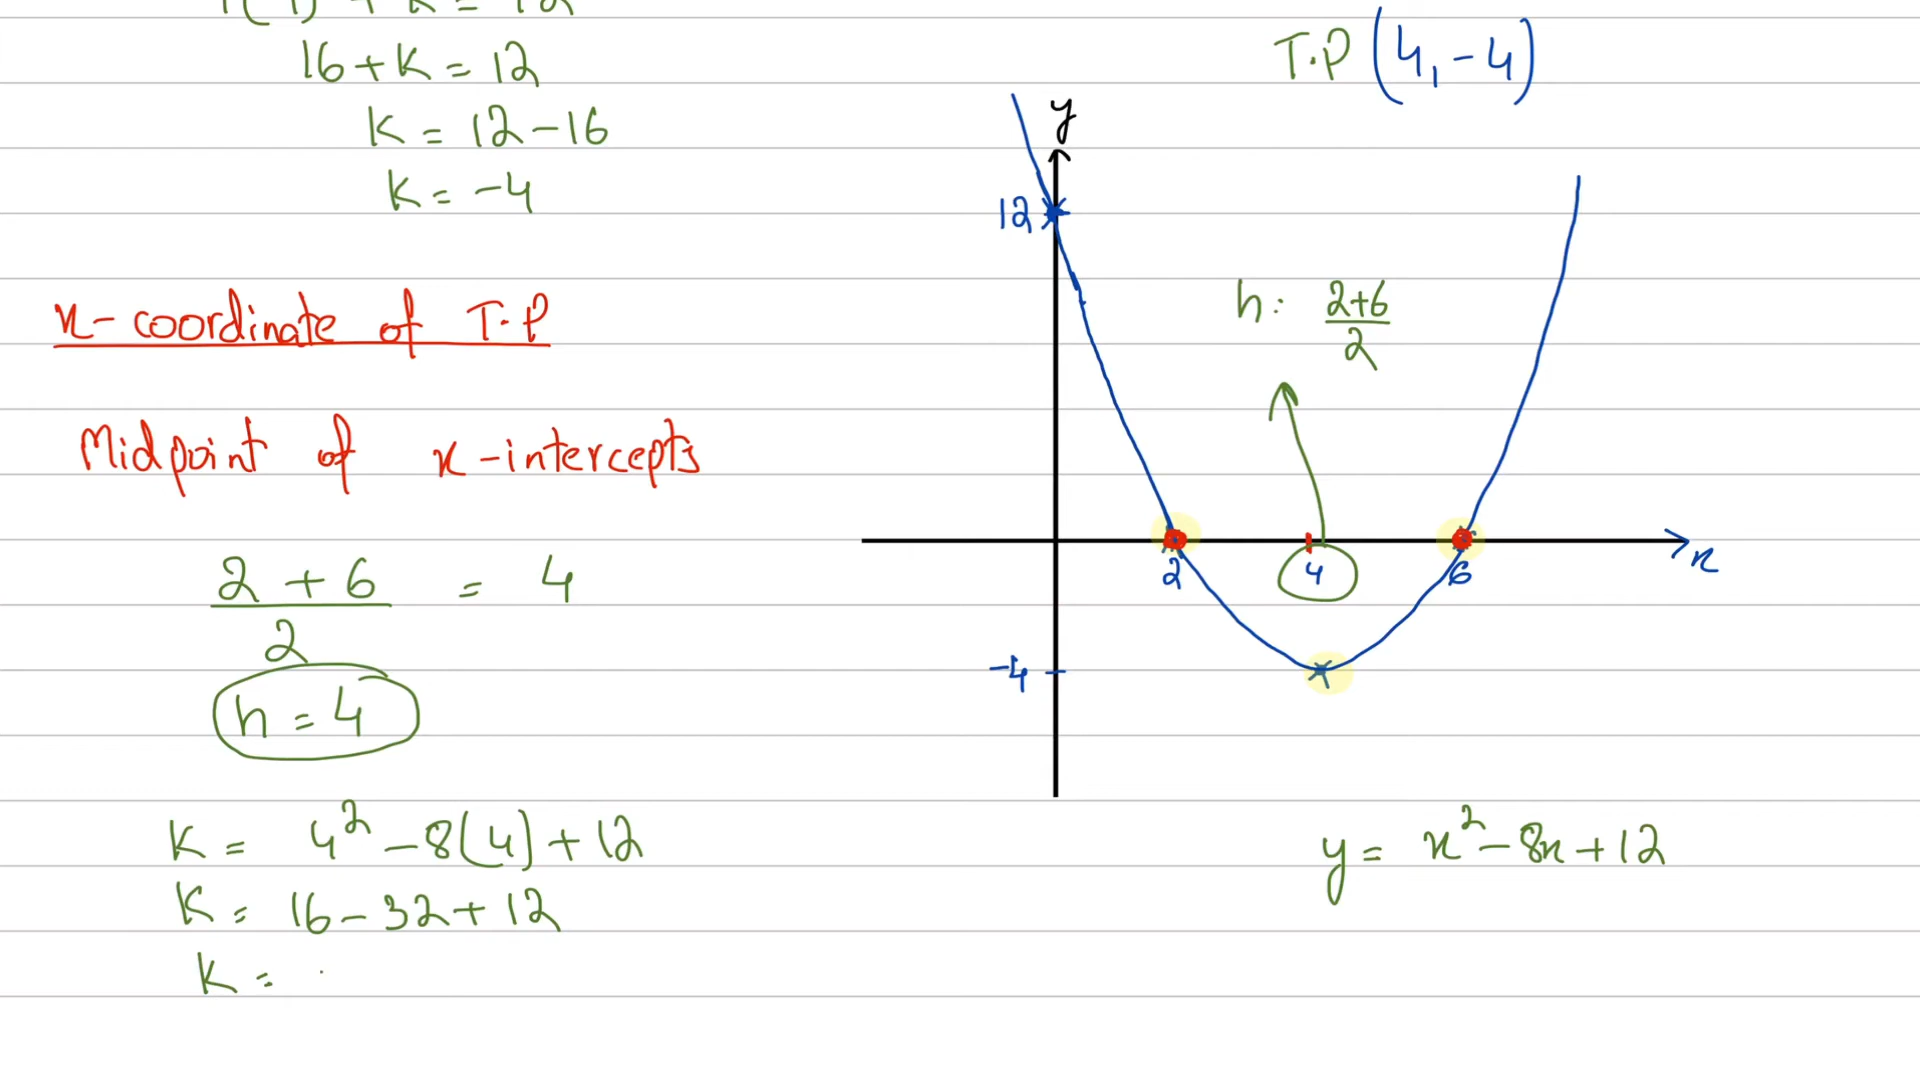 16+K = 12
K = 12-16
K = -4
x-coordinate of T.P
Midpoint of x-intercepts
2 + 6 = 4
2
h = 4
K = 4² - 8(4) + 12
K = 16 - 32 + 12
K =
T.P (4, -4)
y
12
h: 2+6
2
2
4
6
x
-4
y = x² - 8x + 12